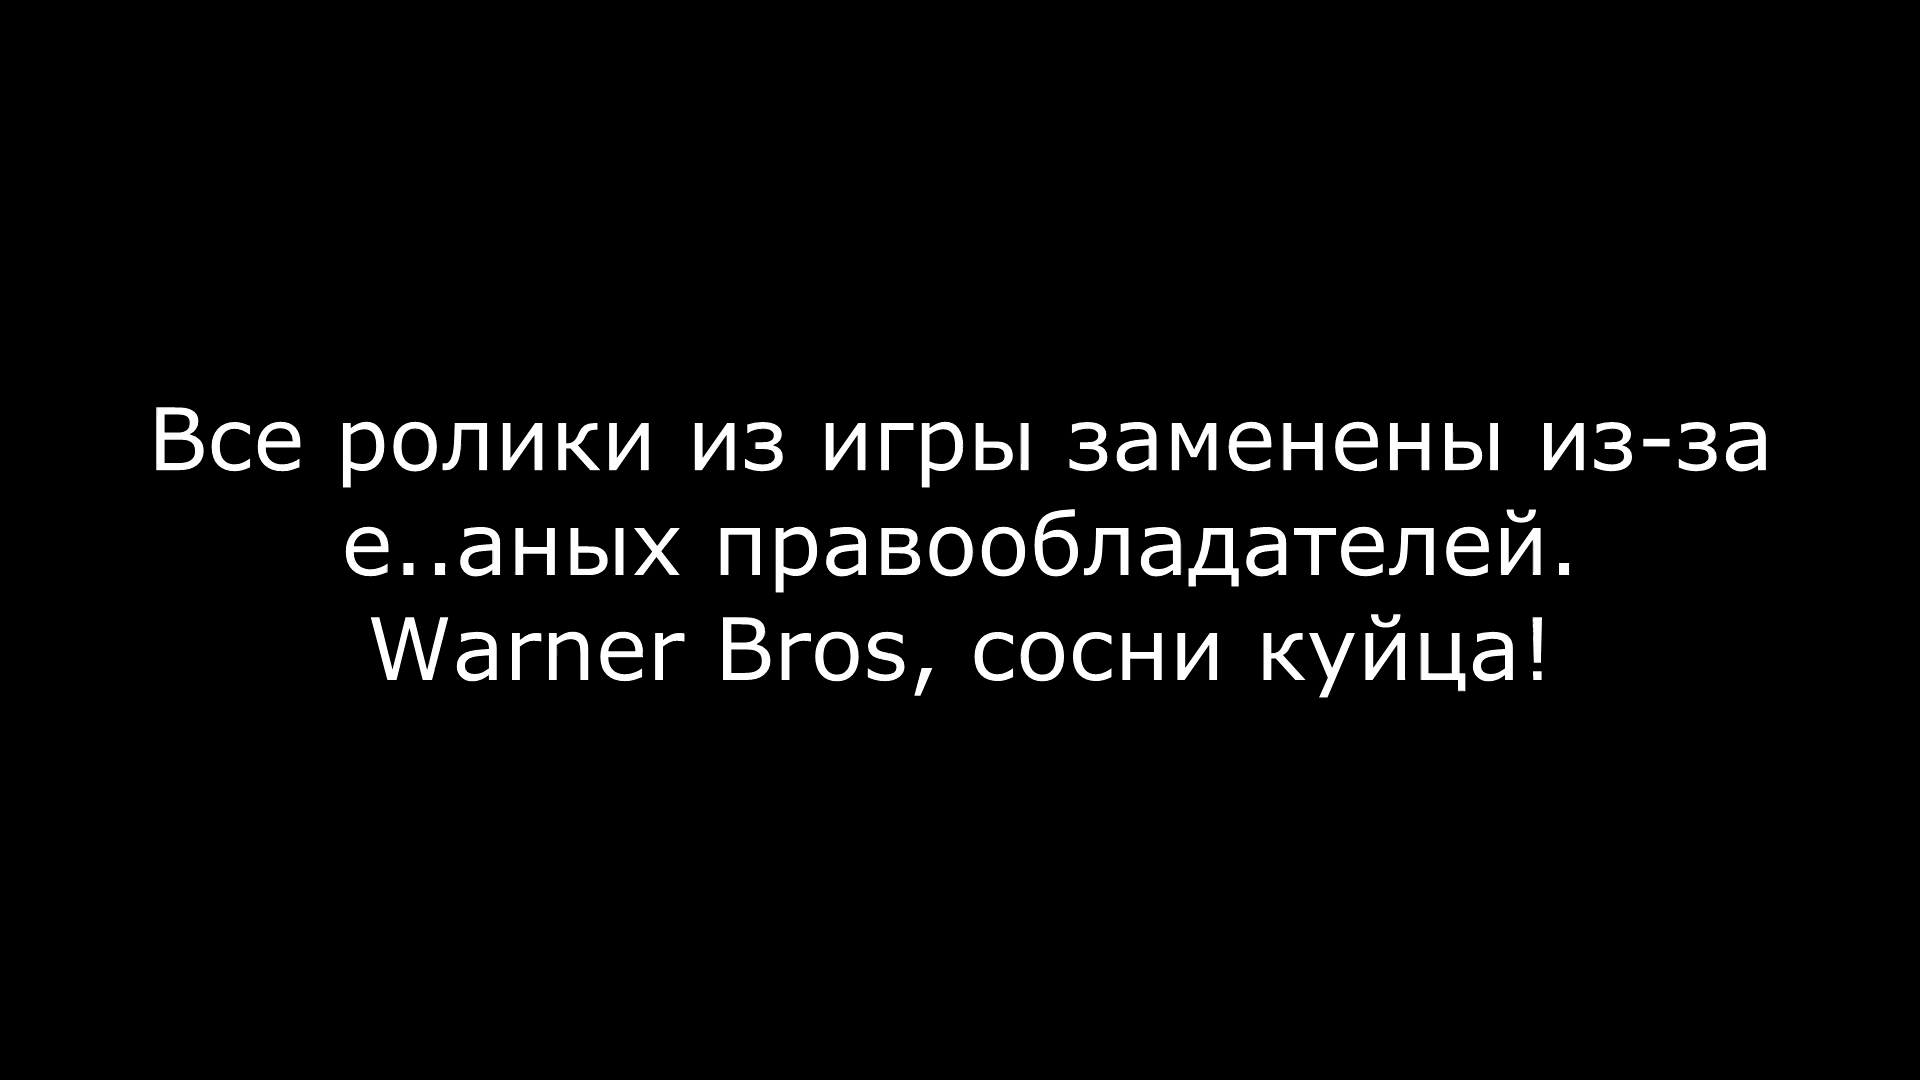 Все ролики из игры заменены из-за
е..аных правообладателей.
Warner Bros, сосни куйца!